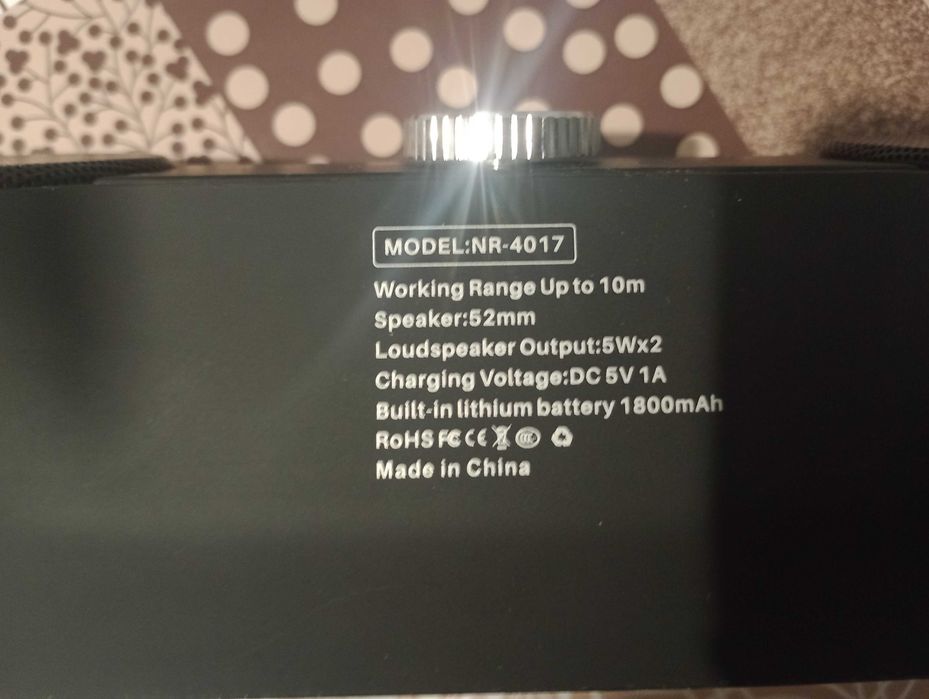 MODEL:NR-4017
Working Range Up to 10m
Speaker:52mm
Loudspeaker Output:5Wx2
Charging Voltage:DC 5V 1A
Built-in lithium battery 1800mAh
RoHS FC CE CCC
Made in China